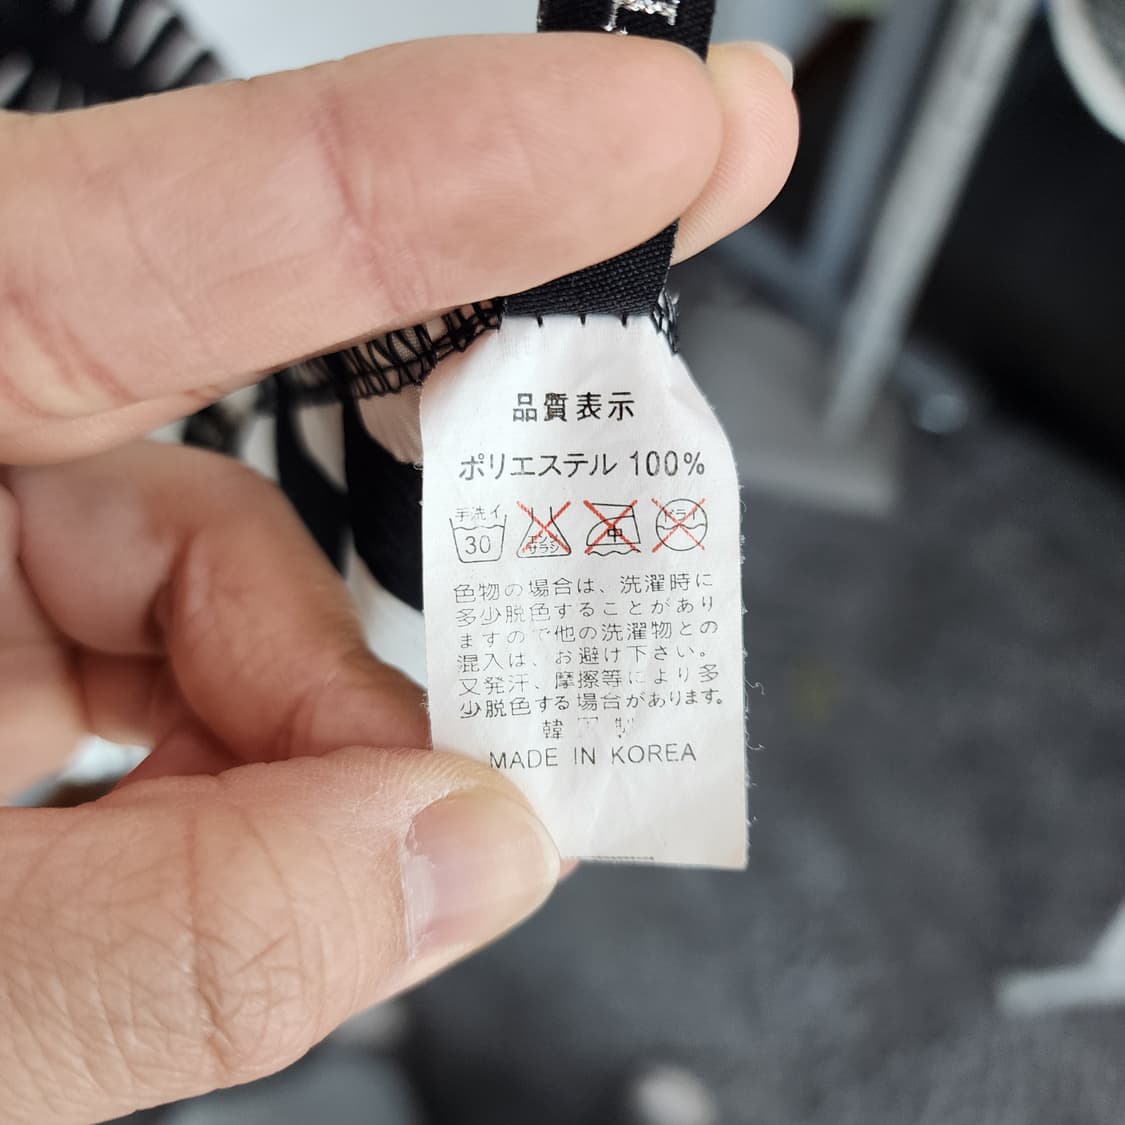 品質表示
ポリエステル 100%
手洗イ
30
エンソ
サラシ
中
ドライ
色物の場合は、洗濯時に
多少脱色することがあり
ますので他の洗濯物との
混入は、お避け下さい。
又発汗、摩擦等により多
少脱色する場合があります。
韓国製
MADE IN KOREA